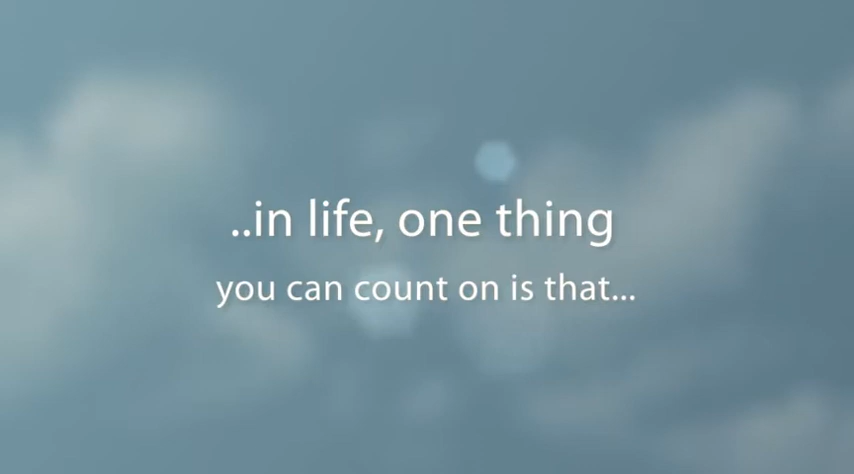 ..in life, one thing
you can count on is that...